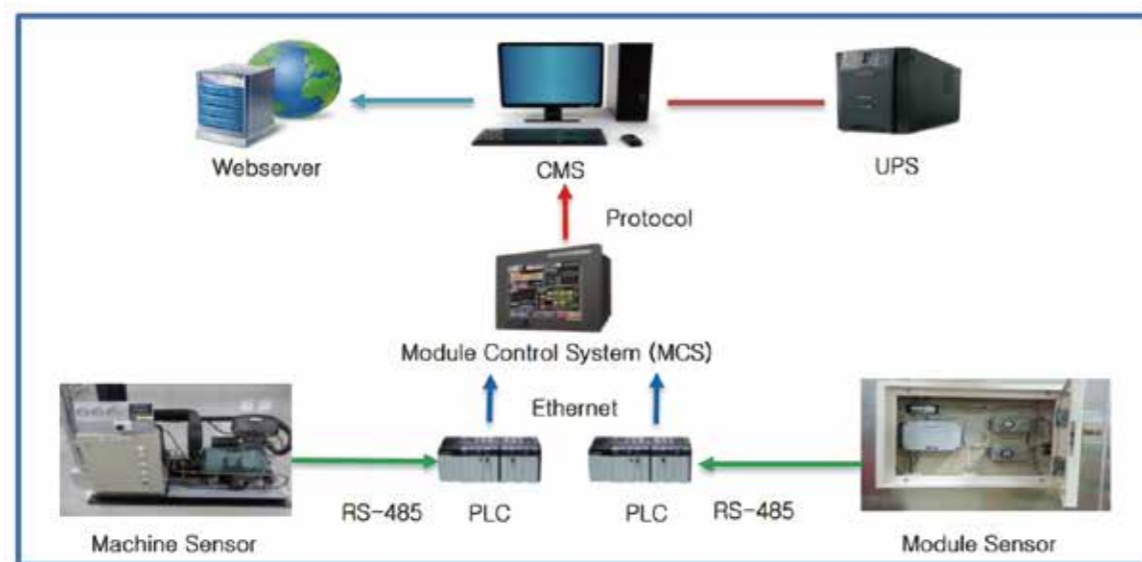 Webserver
CMS
UPS
Protocol
Module Control System (MCS)
Ethernet
RS-485
PLC
PLC
RS-485
Machine Sensor
Module Sensor